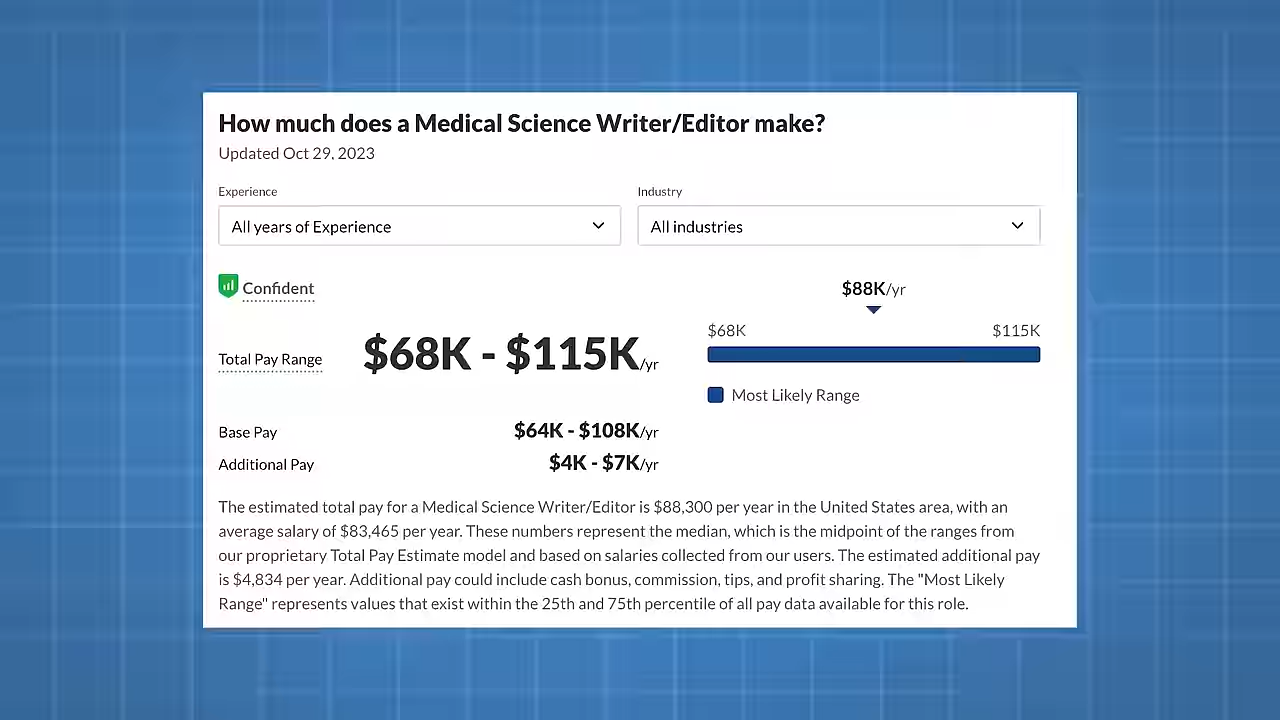 How much does a Medical Science Writer/Editor make?
Updated Oct 29, 2023
Experience
Industry
All years of Experience
All industries
Confident
$88K/yr
$68K
$115K
Total Pay Range
$68K - $115K/yr
Most Likely Range
Base Pay
$64K - $108K/yr
Additional Pay
$4K - $7K/yr
The estimated total pay for a Medical Science Writer/Editor is $88,300 per year in the United States area, with an
average salary of $83,465 per year. These numbers represent the median, which is the midpoint of the ranges from
our proprietary Total Pay Estimate model and based on salaries collected from our users. The estimated additional pay
is $4,834 per year. Additional pay could include cash bonus, commission, tips, and profit sharing. The "Most Likely
Range" represents values that exist within the 25th and 75th percentile of all pay data available for this role.